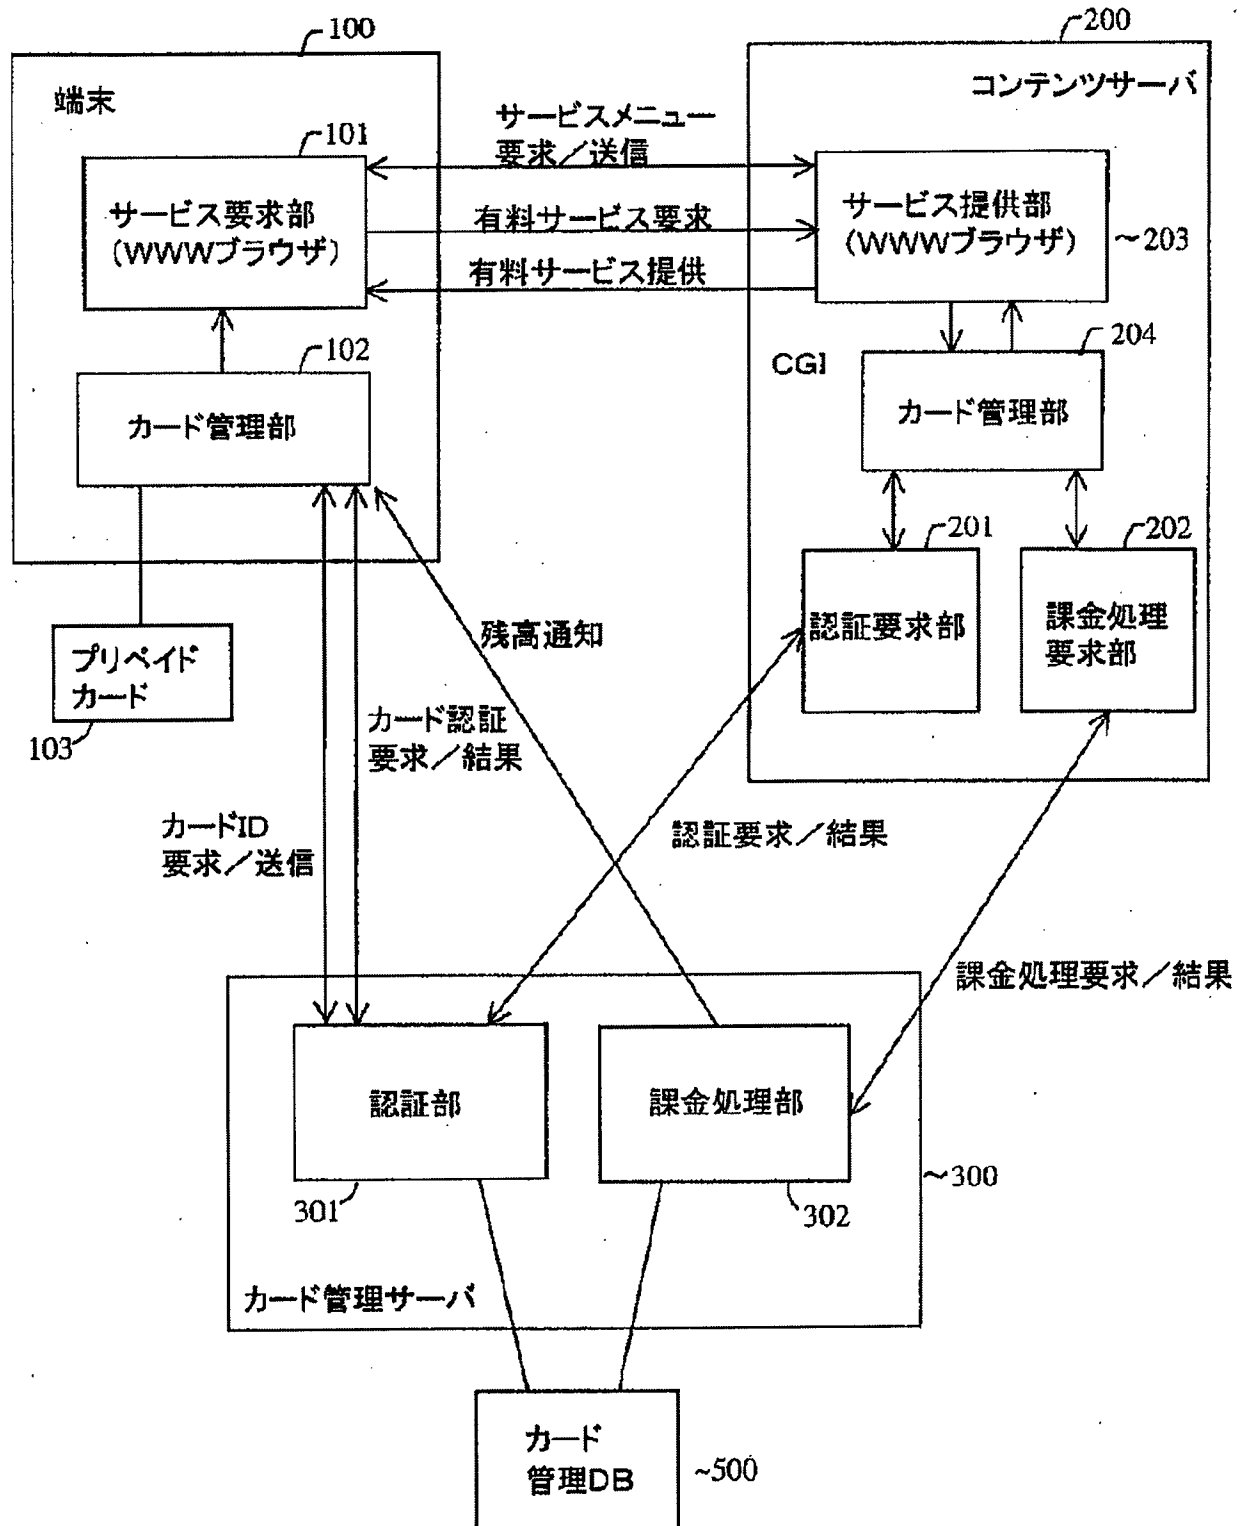 100
端末
101
サービス要求部
(WWWブラウザ)
102
カード管理部
プリペイド
カード
103
サービスメニュー
要求／送信
有料サービス要求
有料サービス提供
200
コンテンツサーバ
サービス提供部
(WWWブラウザ)
~203
CGI
204
カード管理部
201
認証要求部
202
課金処理
要求部
残高通知
カード認証
要求／結果
カードID
要求／送信
認証要求／結果
課金処理要求／結果
認証部
301
課金処理部
302
~300
カード管理サーバ
カード
管理DB
~500